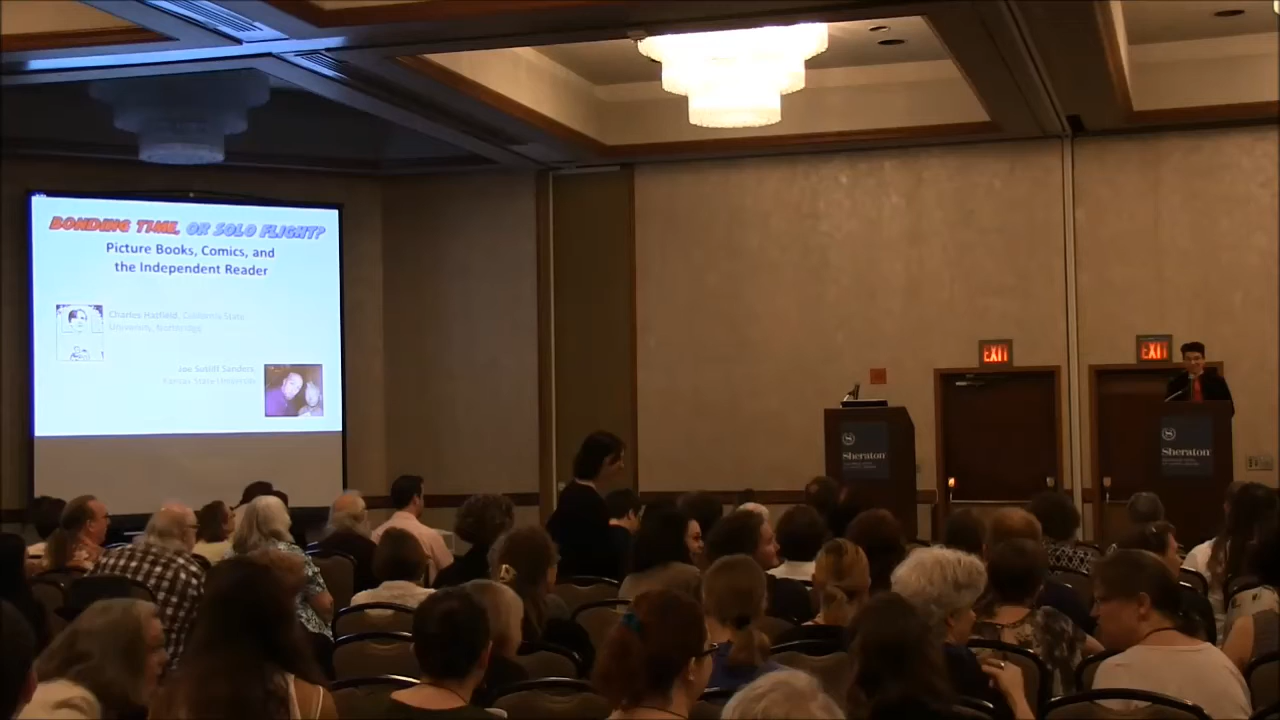 BONDING TIME, OR SOLO FLIGHT?
Picture Books, Comics, and
the Independent Reader
Charles Hatfield, California State
University, Northridge
Joe Sutliff Sanders,
Kansas State University
EXIT
EXIT
Sheraton
Sheraton